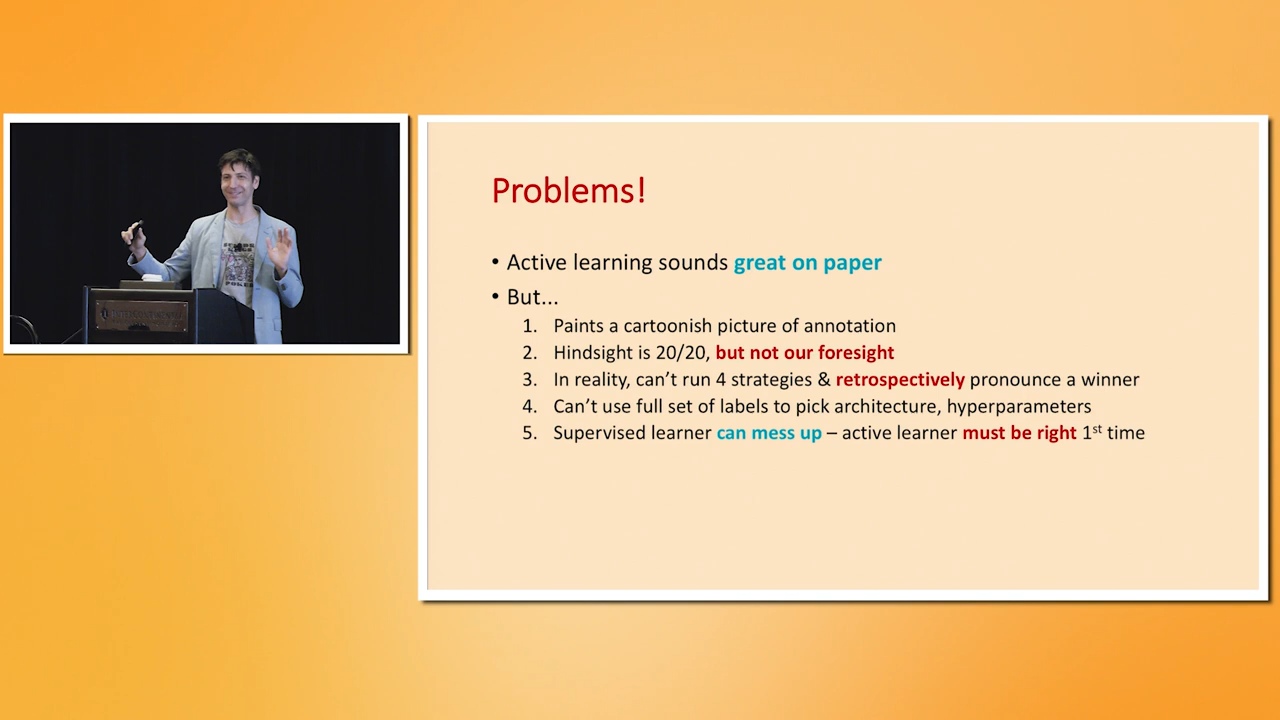 Problems!
• Active learning sounds great on paper
• But...
1. Paints a cartoonish picture of annotation
2. Hindsight is 20/20, but not our foresight
3. In reality, can't run 4 strategies & retrospectively pronounce a winner
4. Can't use full set of labels to pick architecture, hyperparameters
5. Supervised learner can mess up – active learner must be right 1st time